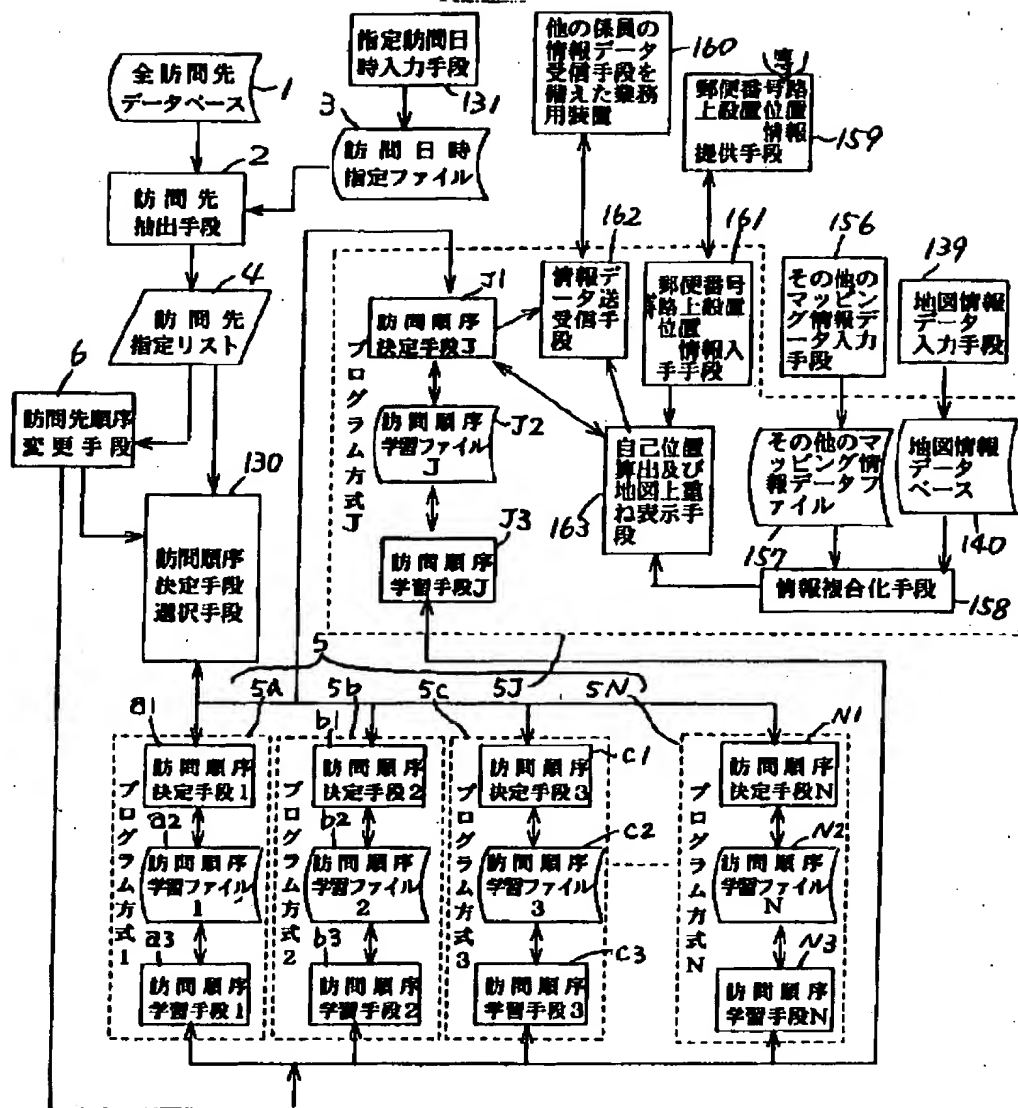 全訪問先
データベース
1
指定訪問日
時入力手段
131
3
訪問日時
指定ファイル
2
訪問先
抽出手段
4
訪問先
指定リスト
6
訪問先順序
変更手段
130
訪問順序
決定手段
選択手段
他の係員の
情報データ
受信手段を
備えた乗務
用装置
160
等
郵便番号路
上設置位置
情報
提供手段
159
162
情報デ
ータ送
受信手
段
161
郵便番号
等
路上設置
位置
情報入
手手段
156
その他の
マッピン
グ情報デ
ータ入力
手段
139
地図情報
データ
入力手段
プログラム方式J
J1
訪問順序
決定手段J
J2
訪問順序
学習ファイル
J
J3
訪問順序
学習手段J
自己位置
算出及び
地図上重
ね表示手
段
163
その他のマ
ッピング情
報データフ
ァイル
157
地図情報
データ
ベース
140
情報複合化手段
158
5
5A
5b
5C
5J
5N
プログラム方式1
a1
訪問順序
決定手段1
a2
訪問順序
学習ファイル
1
a3
訪問順序
学習手段1
プログラム方式2
b1
訪問順序
決定手段2
b2
訪問順序
学習ファイル
2
b3
訪問順序
学習手段2
プログラム方式3
C1
訪問順序
決定手段3
C2
訪問順序
学習ファイル
3
C3
訪問順序
学習手段3
プログラム方式N
N1
訪問順序
決定手段N
N2
訪問順序
学習ファイル
N
N3
訪問順序
学習手段N